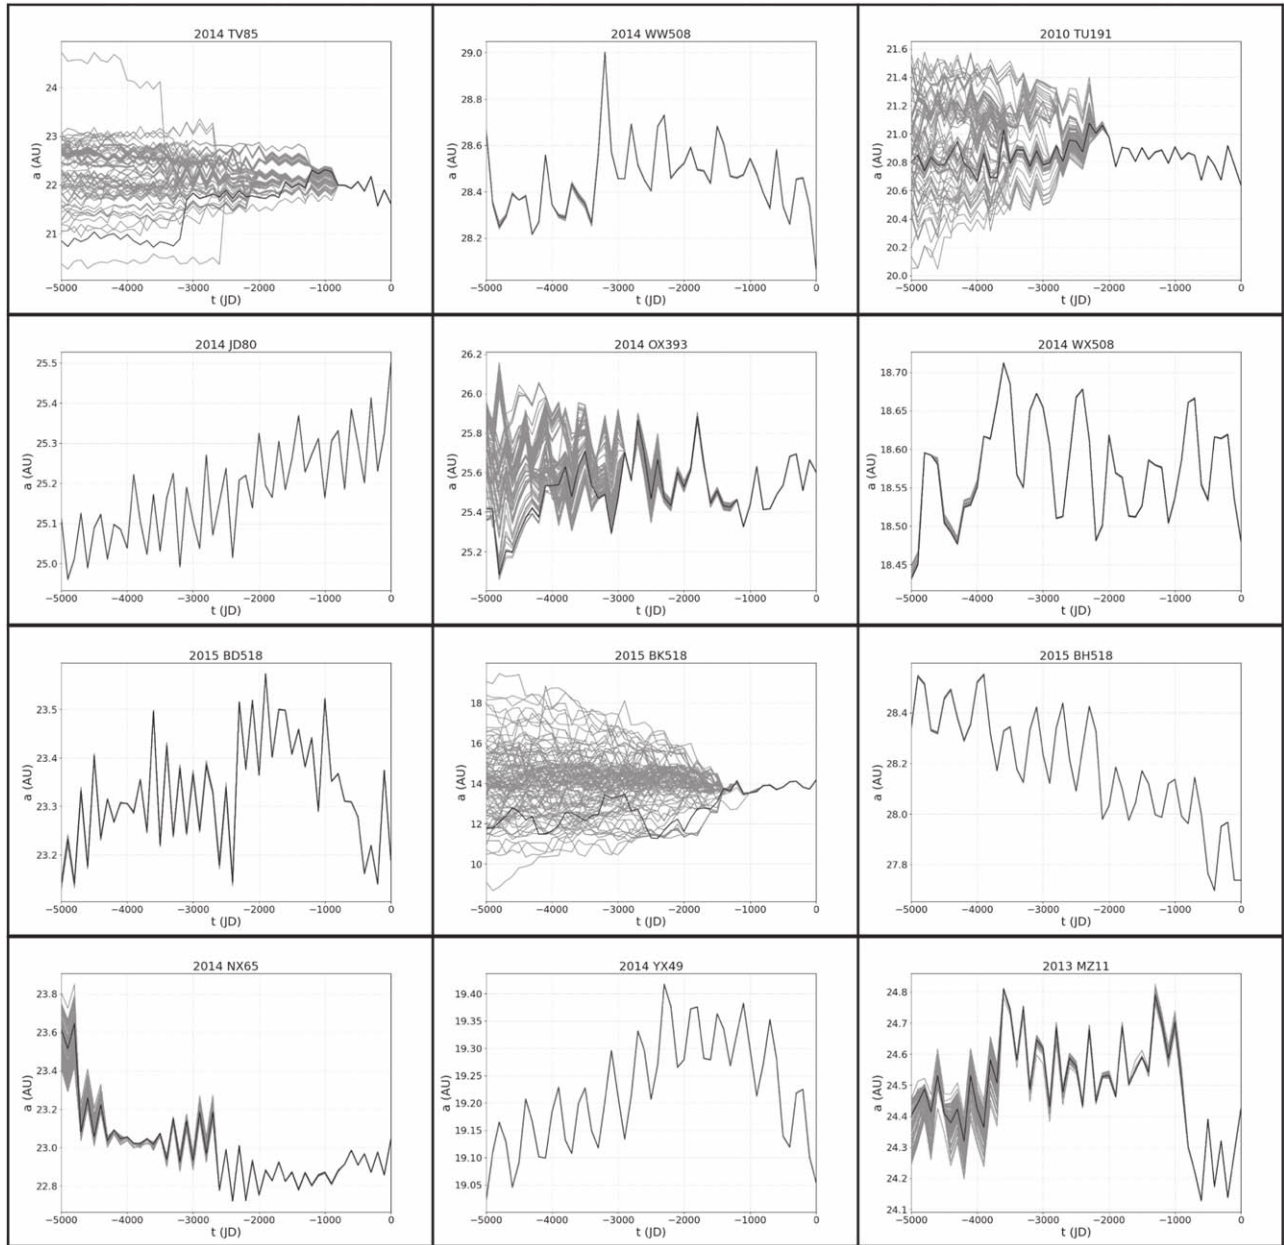 2014 TV85
24
23
22
21
a (AU)
−5000 −4000 −3000 −2000 −1000 0
t (JD)
2014 WW508
29.0
28.8
28.6
28.4
28.2
a (AU)
−5000 −4000 −3000 −2000 −1000 0
t (JD)
2010 TU191
21.6
21.4
21.2
21.0
20.8
20.6
20.4
20.2
20.0
a (AU)
−5000 −4000 −3000 −2000 −1000 0
t (JD)
2014 JD80
25.5
25.4
25.3
25.2
25.1
25.0
a (AU)
−5000 −4000 −3000 −2000 −1000 0
t (JD)
2014 OX393
26.2
26.0
25.8
25.6
25.4
25.2
a (AU)
−5000 −4000 −3000 −2000 −1000 0
t (JD)
2014 WX508
18.70
18.65
18.60
18.55
18.50
18.45
a (AU)
−5000 −4000 −3000 −2000 −1000 0
t (JD)
2015 BD518
23.5
23.4
23.3
23.2
a (AU)
−5000 −4000 −3000 −2000 −1000 0
t (JD)
2015 BK518
18
16
14
12
10
a (AU)
−5000 −4000 −3000 −2000 −1000 0
t (JD)
2015 BH518
28.4
28.2
28.0
27.8
a (AU)
−5000 −4000 −3000 −2000 −1000 0
t (JD)
2014 NX65
23.8
23.6
23.4
23.2
23.0
22.8
a (AU)
−5000 −4000 −3000 −2000 −1000 0
t (JD)
2014 YX49
19.40
19.35
19.30
19.25
19.20
19.15
19.10
19.05
a (AU)
−5000 −4000 −3000 −2000 −1000 0
t (JD)
2013 MZ11
24.8
24.7
24.6
24.5
24.4
24.3
24.2
24.1
a (AU)
−5000 −4000 −3000 −2000 −1000 0
t (JD)